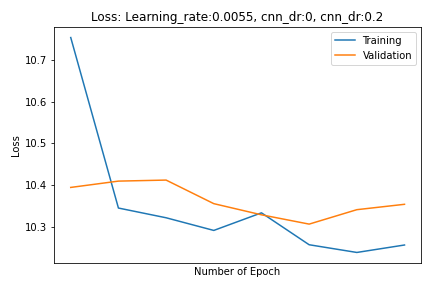 Loss: Learning_rate:0.0055, cnn_dr:0, cnn_dr:0.2
Training
Validation
10.7
10.6
10.5
10.4
10.3
Loss
Number of Epoch